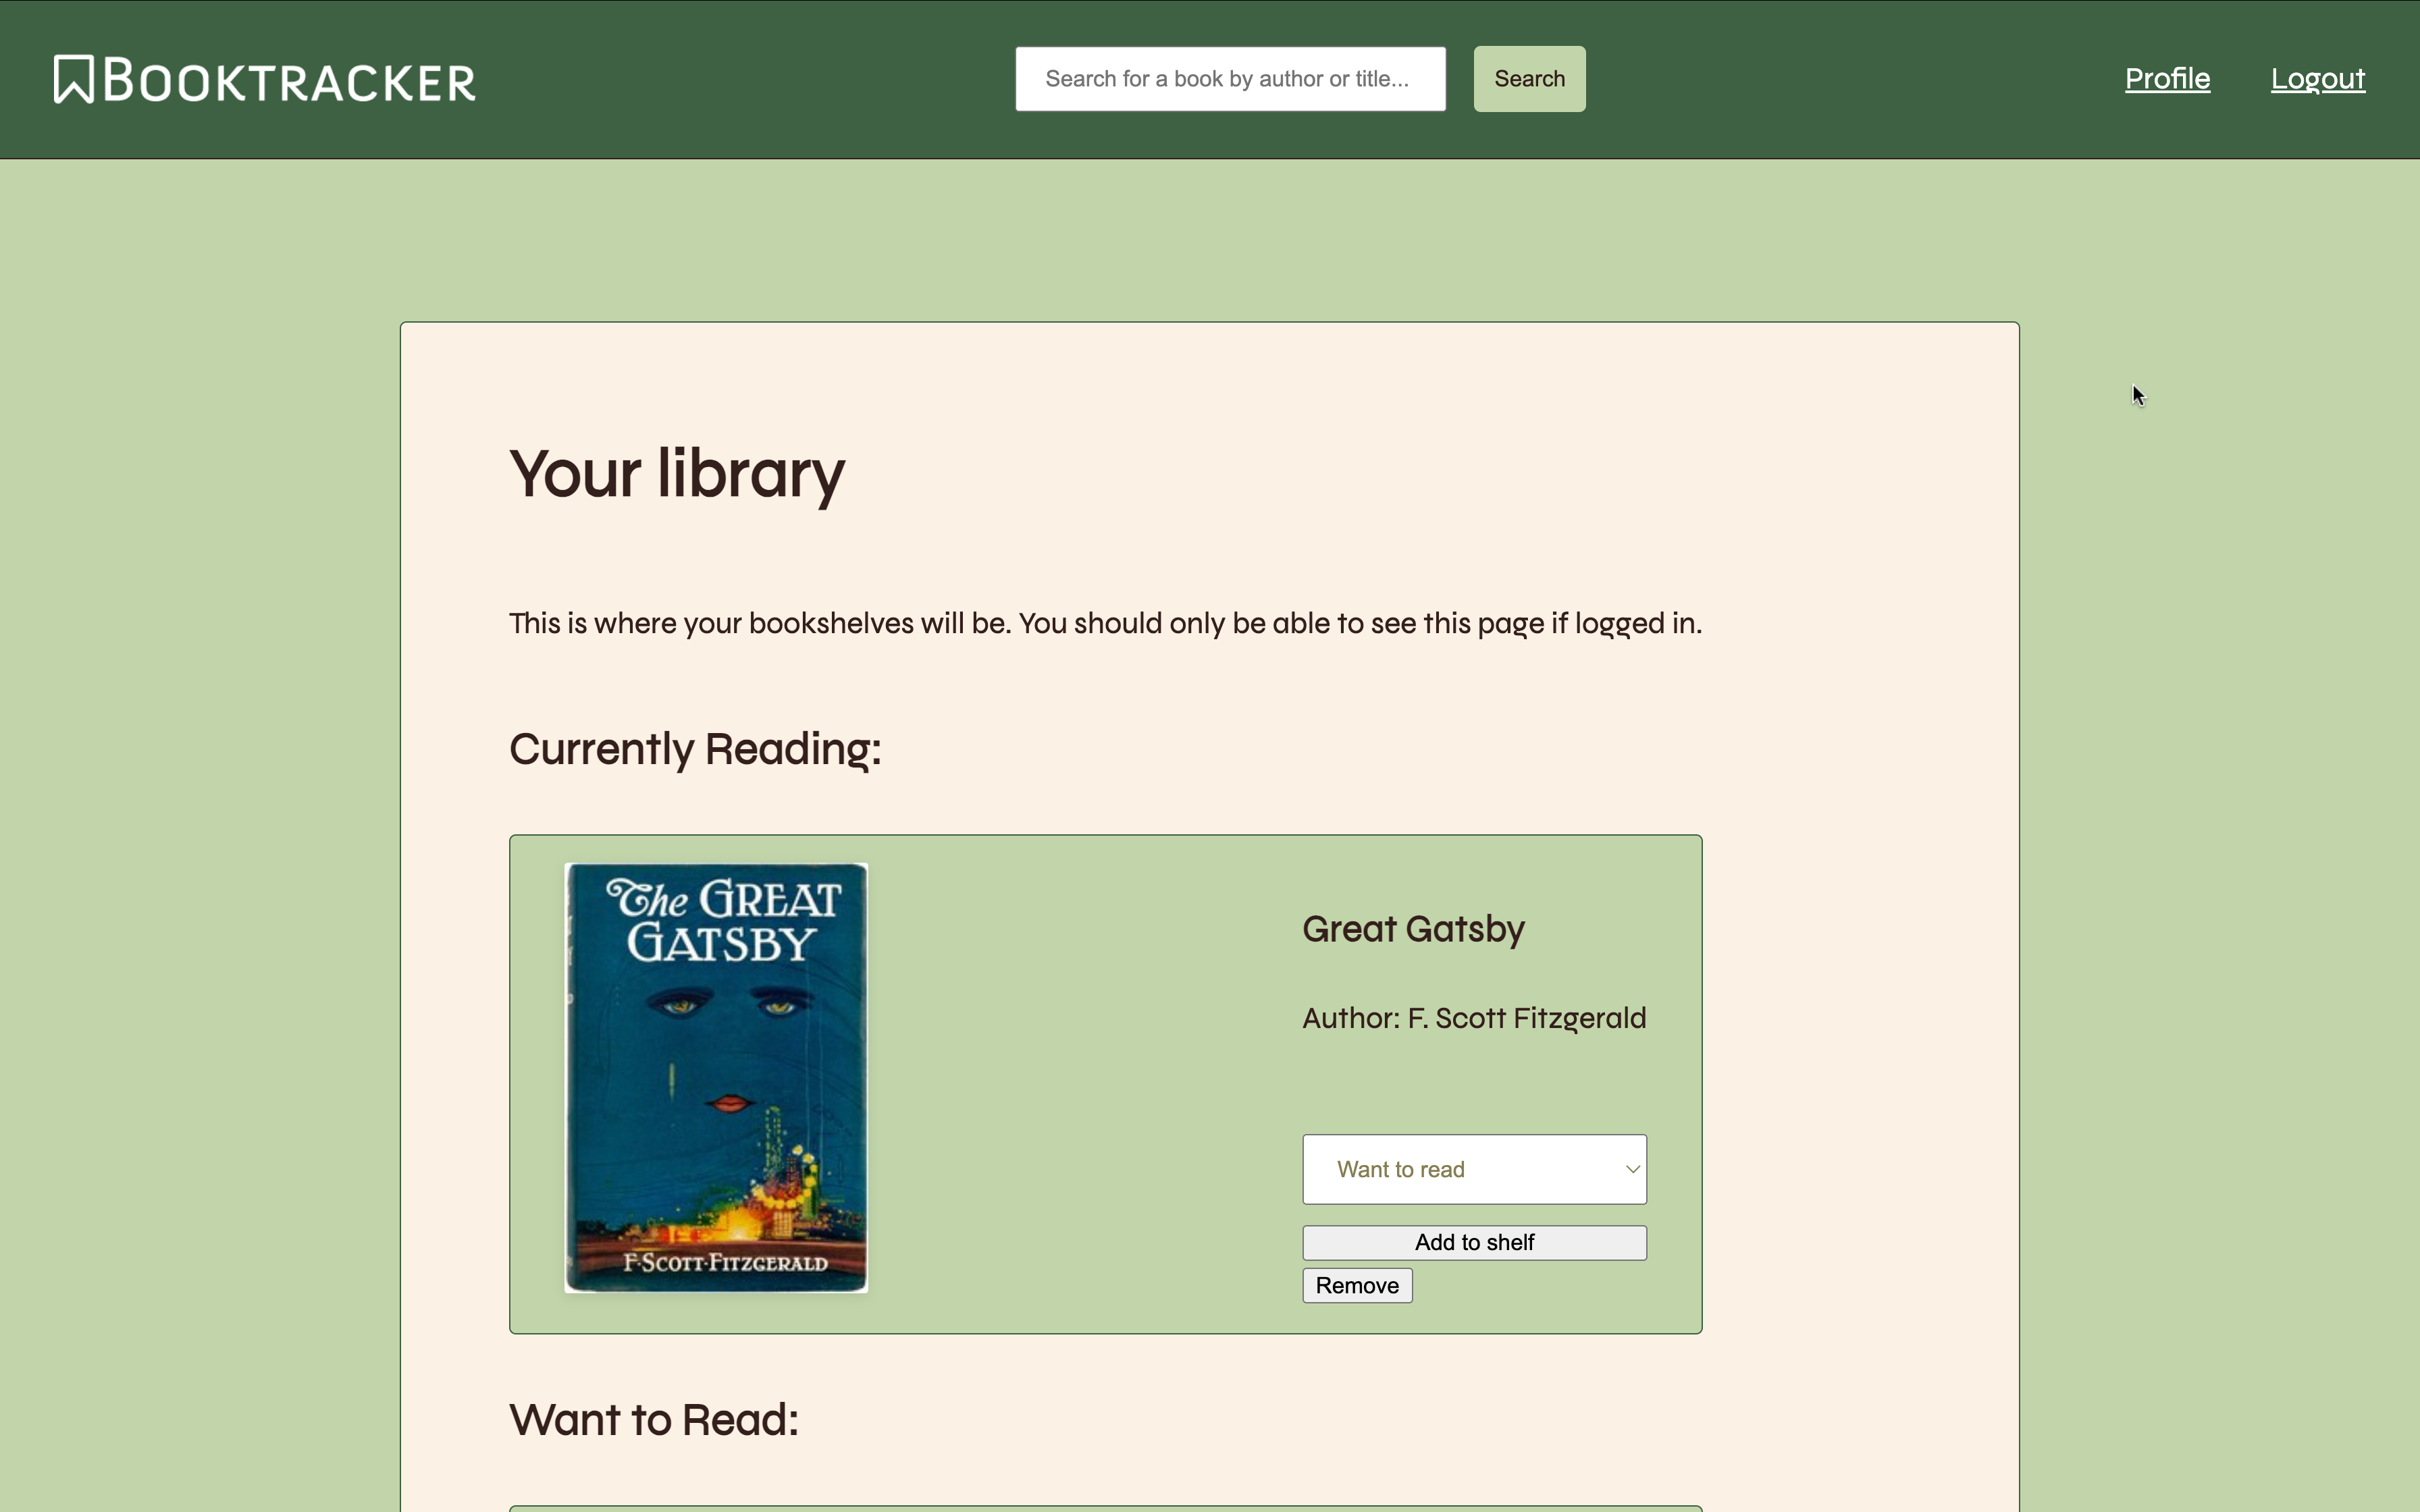 BOOKTRACKER
Search for a book by author or title...
Search
Profile
Logout
Your library
This is where your bookshelves will be. You should only be able to see this page if logged in.
Currently Reading:
The GREAT
GATSBY
F·SCOTT·FITZGERALD
Great Gatsby
Author: F. Scott Fitzgerald
Want to read
Add to shelf
Remove
Want to Read: